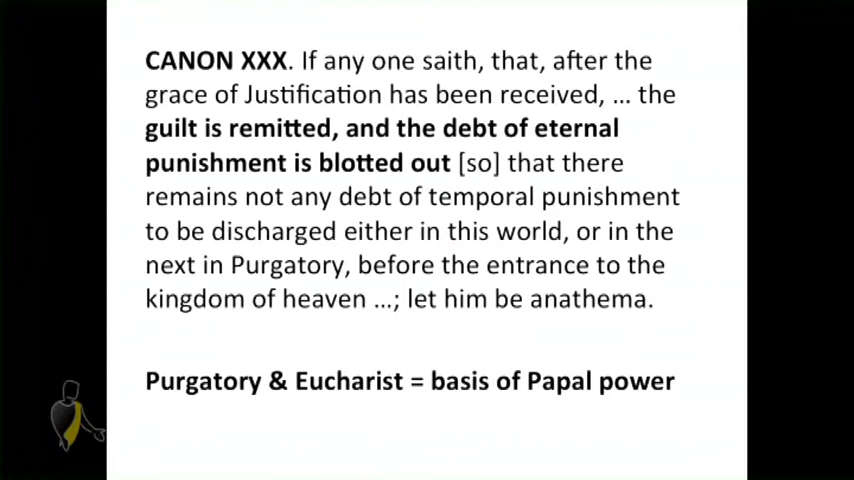 CANON XXX. If any one saith, that, after the
grace of Justification has been received, … the
guilt is remitted, and the debt of eternal
punishment is blotted out [so] that there
remains not any debt of temporal punishment
to be discharged either in this world, or in the
next in Purgatory, before the entrance to the
kingdom of heaven …; let him be anathema.
Purgatory & Eucharist = basis of Papal power